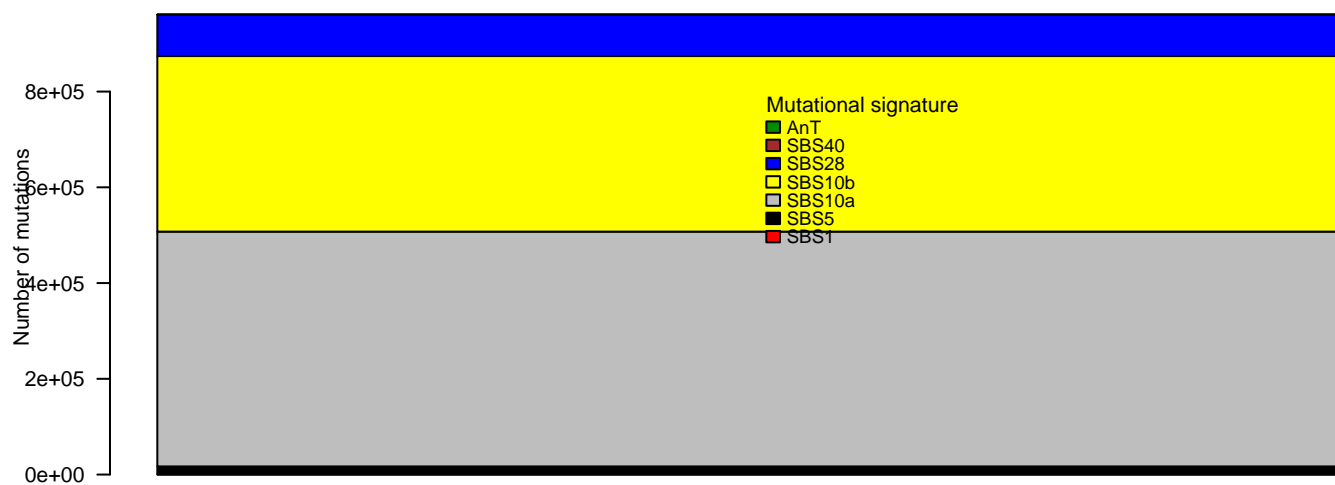 Number of mutations
8e+05
6e+05
4e+05
2e+05
0e+00
Mutational signature
AnT
SBS40
SBS28
SBS10b
SBS10a
SBS5
SBS1